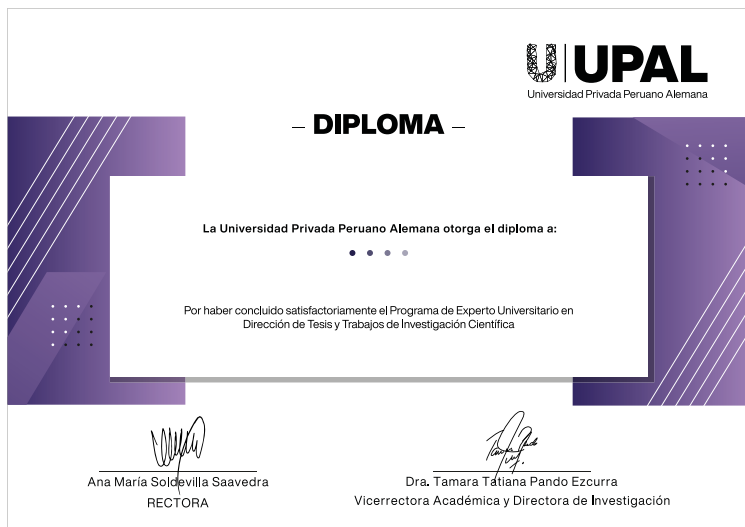 UPAL
Universidad Privada Peruano Alemana
– DIPLOMA –
La Universidad Privada Peruano Alemana otorga el diploma a:
Por haber concluido satisfactoriamente el Programa de Experto Universitario en
Dirección de Tesis y Trabajos de Investigación Científica
Ana María Soldevilla Saavedra
RECTORA
Dra. Tamara Tatiana Pando Ezcurra
Vicerrectora Académica y Directora de Investigación